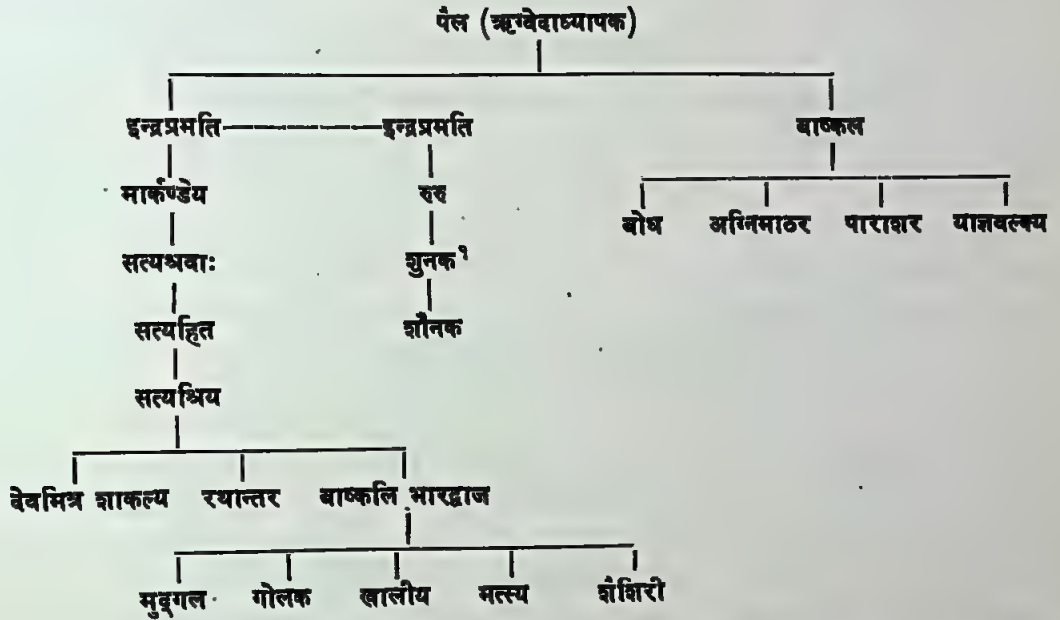 पैल (ऋग्वेदाध्यापक)
इन्द्रप्रमति इन्द्रप्रमति बाष्कल
मार्कण्डेय रुरु
बोध अग्निमाठर पाराशर याज्ञवल्क्य
सत्यश्रवाः शुनक१
सत्यहित शौनक
सत्यश्रिय
देवमित्र शाकल्य रथान्तर बाष्कलि भारद्वाज
मुद्गल गोलक खालीय मत्स्य शैशिरी